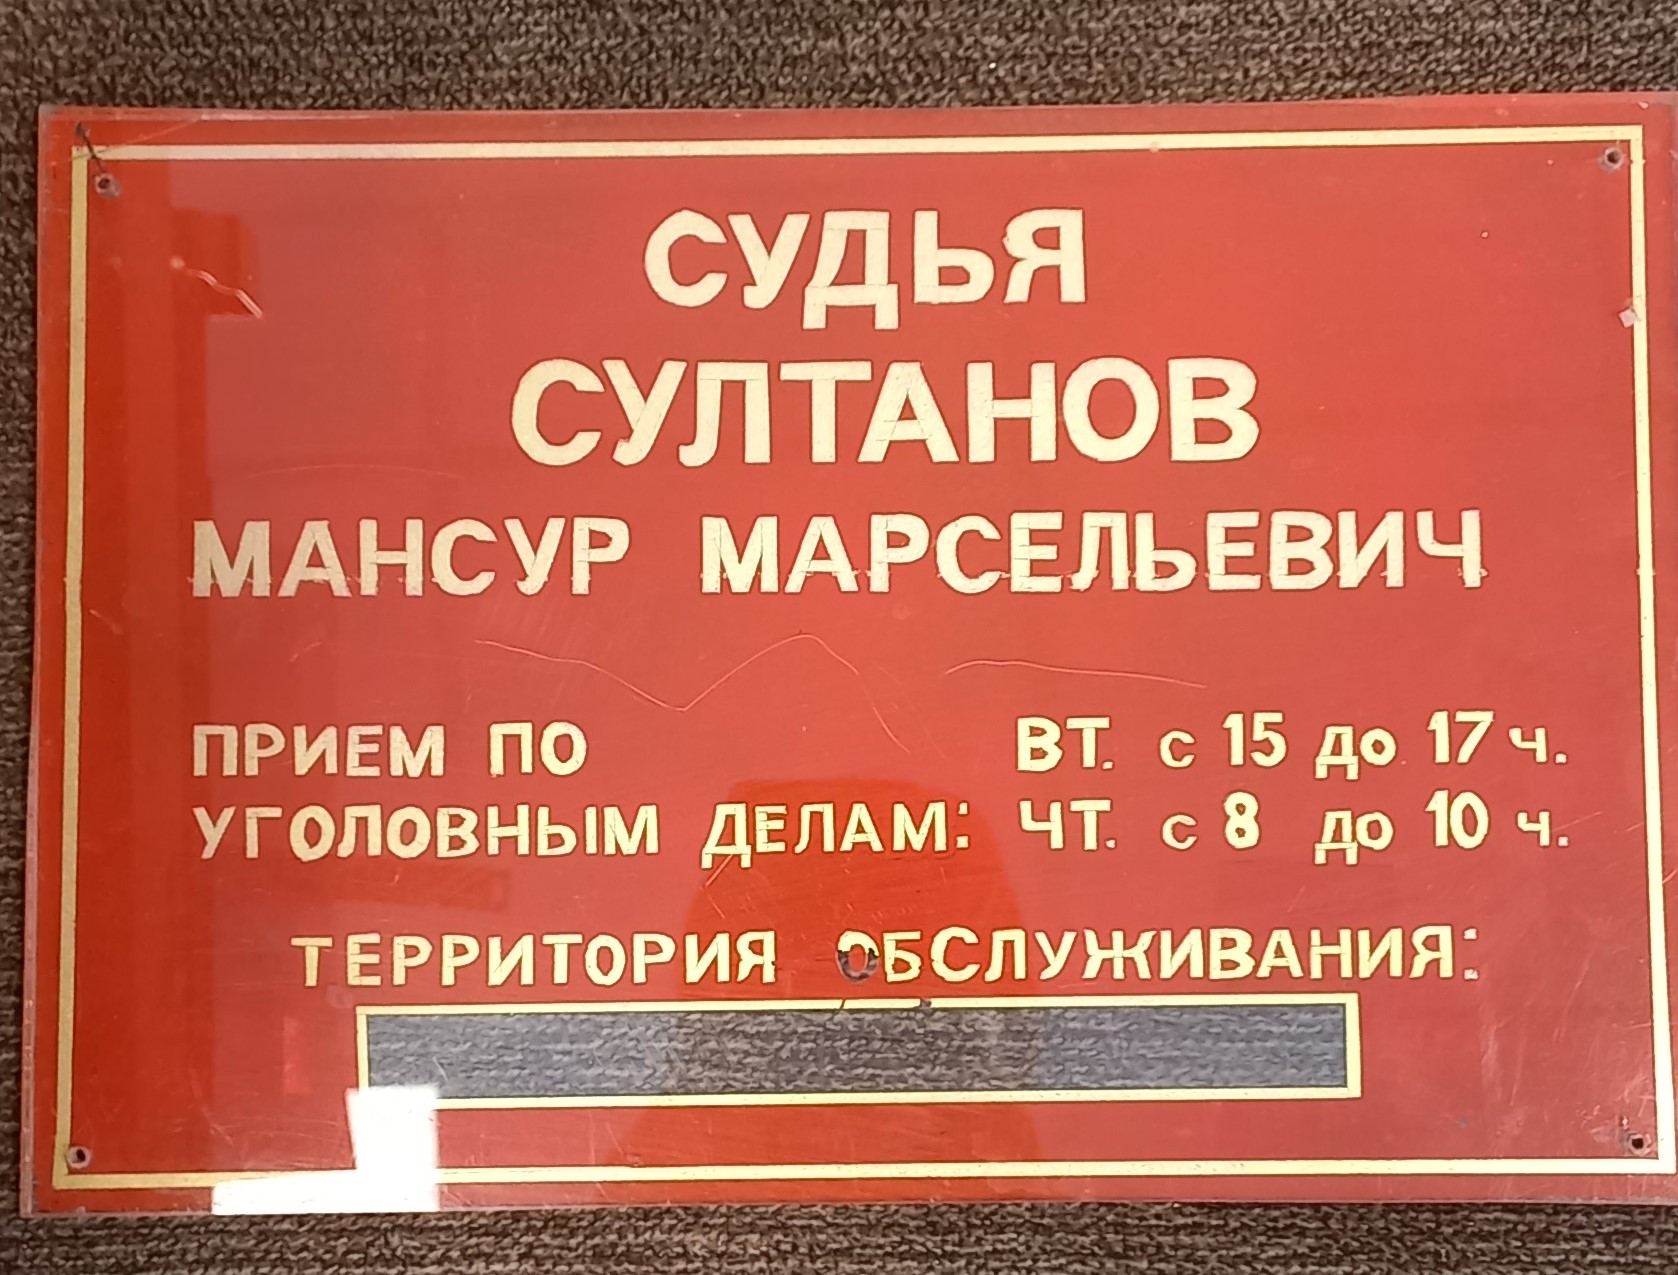 СУДЬЯ
СУЛТАНОВ
МАНСУР МАРСЕЛЬЕВИЧ
ПРИЕМ ПО ВТ. с 15 до 17 ч.
УГОЛОВНЫМ ДЕЛАМ: ЧТ. с 8 до 10 ч.
ТЕРРИТОРИЯ ОБСЛУЖИВАНИЯ: